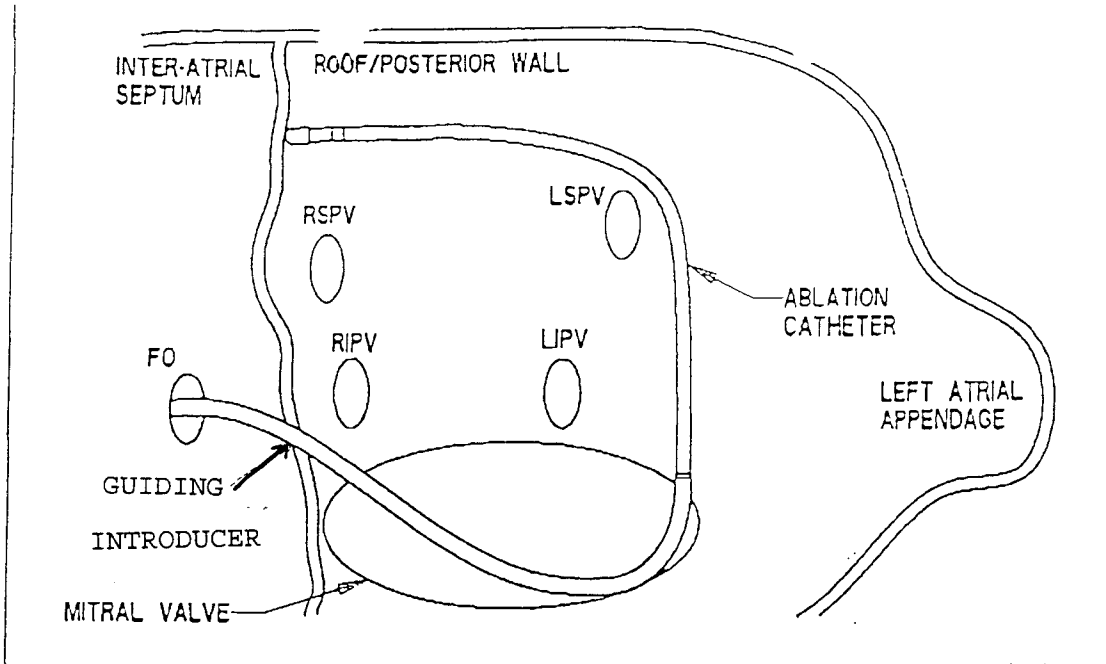 INTER-ATRIAL
SEPTUM
ROOF/POSTERIOR WALL
LSPV
RSPV
ABLATION
CATHETER
FO
RIPV
LIPV
LEFT ATRIAL
APPENDAGE
GUIDING
INTRODUCER
MITRAL VALVE